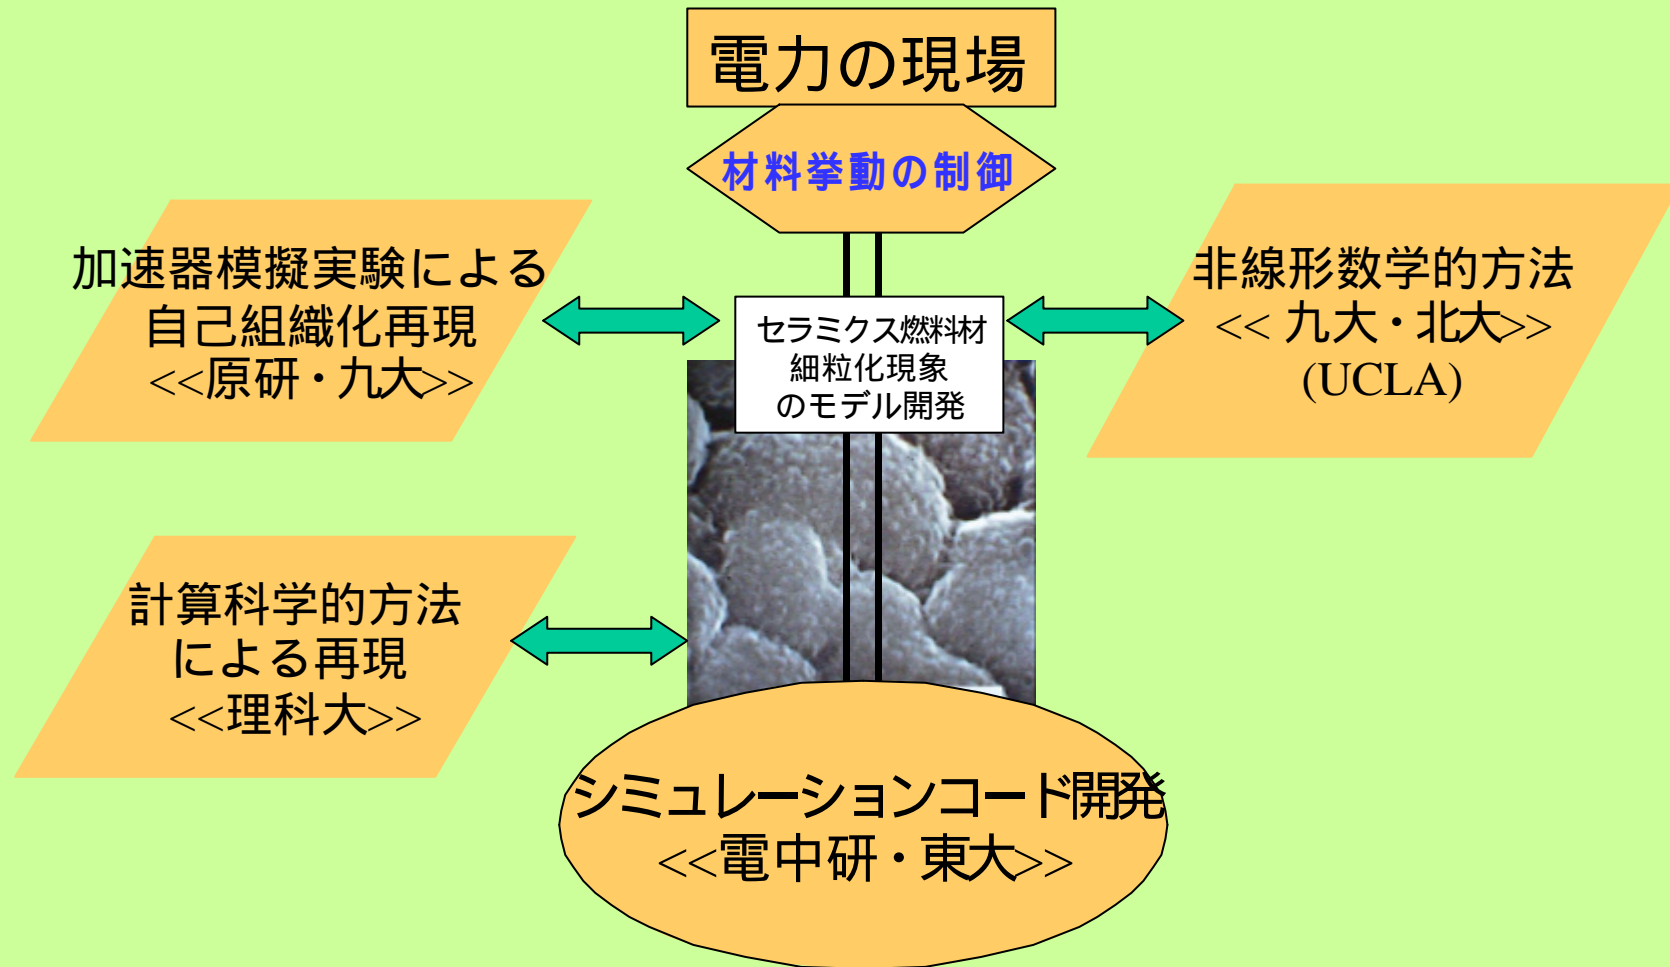 電力の現場
材料挙動の制御
加速器模擬実験による
自己組織化再現
<<原研・九大>>
セラミクス燃料材
細粒化現象
のモデル開発
非線形数学的方法
<< 九大・北大>>
(UCLA)
計算科学的方法
による再現
<<理科大>>
シミュレーションコード開発
<<電中研・東大>>